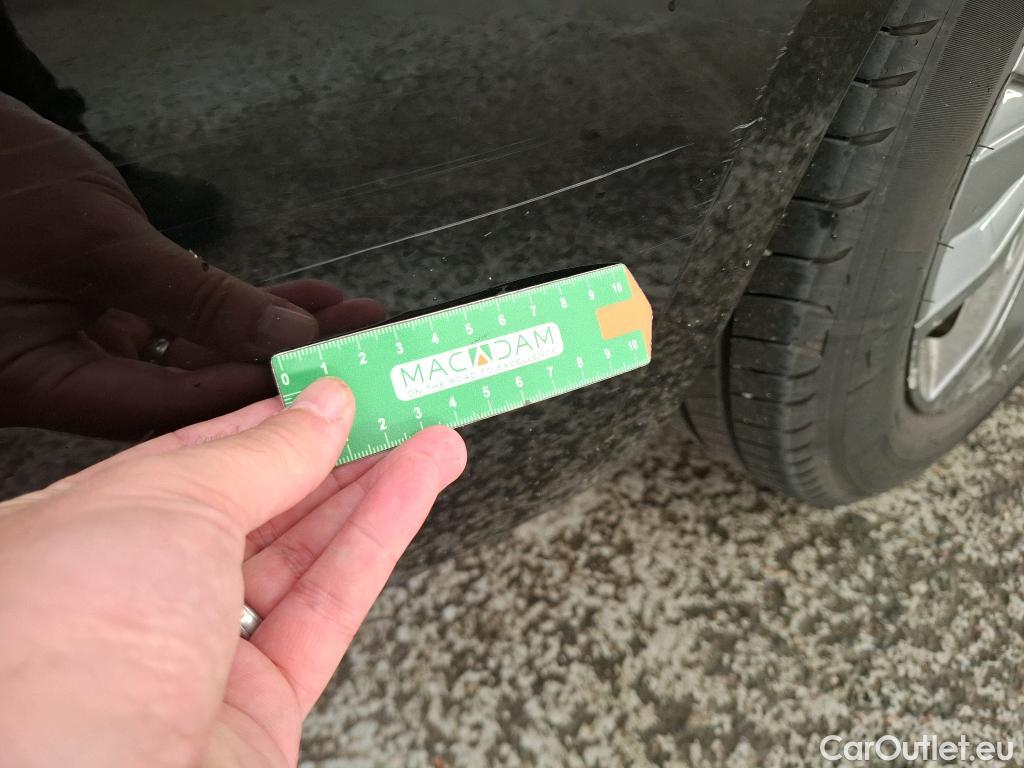 0 1 2 3 4 5 6 7 8 9 10
MACADAM
ON THE ROAD TO EXCELLENCE
2 3 4 5 6 7 8 9 10
CarOutlet.eu